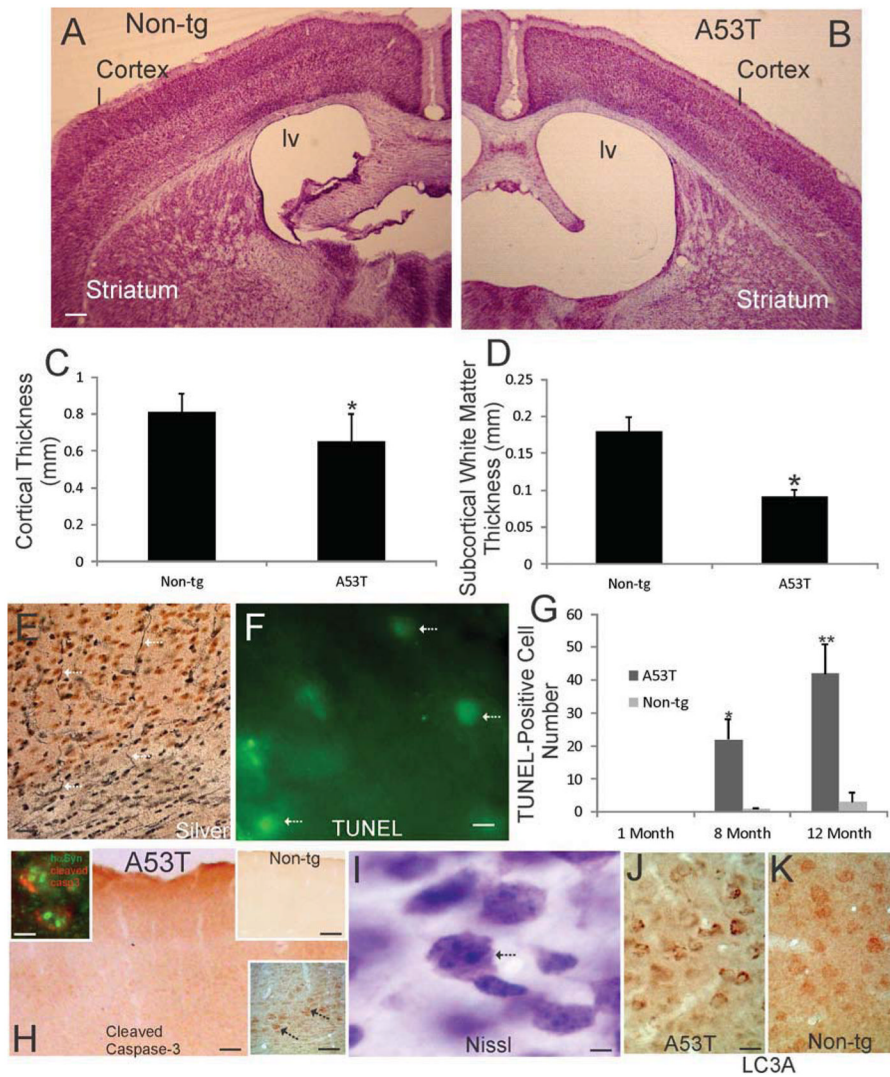 A
Non-tg
Cortex
lv
Striatum
A53T
B
Cortex
lv
Striatum
C
Cortical Thickness
(mm)
1
0.8
0.6
0.4
0.2
0
*
Non-tg
A53T
D
Subcortical White Matter
Thickness (mm)
0.25
0.2
0.15
0.1
0.05
0
*
Non-tg
A53T
E
Silver
F
TUNEL
G
TUNEL-Positive Cell
Number
60
50
40
30
20
10
0
A53T
Non-tg
*
**
1 Month
8 Month
12 Month
hαSyn
cleaved
casp-3
A53T
Non-tg
H
Cleaved
Caspase-3
I
Nissl
J
A53T
K
Non-tg
LC3A